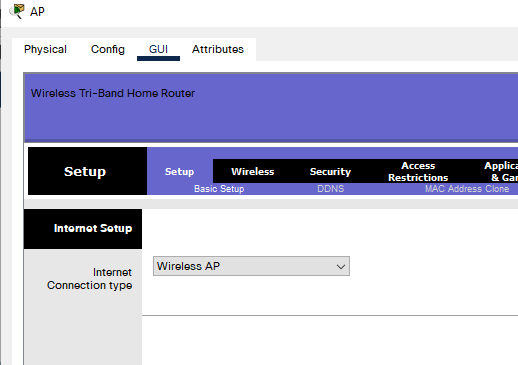 AP
Physical Config GUI Attributes
Wireless Tri-Band Home Router
Setup
Setup Wireless Security Access Restrictions Applica & Gar
Basic Setup DDNS MAC Address Clone
Internet Setup
Internet
Connection type
Wireless AP